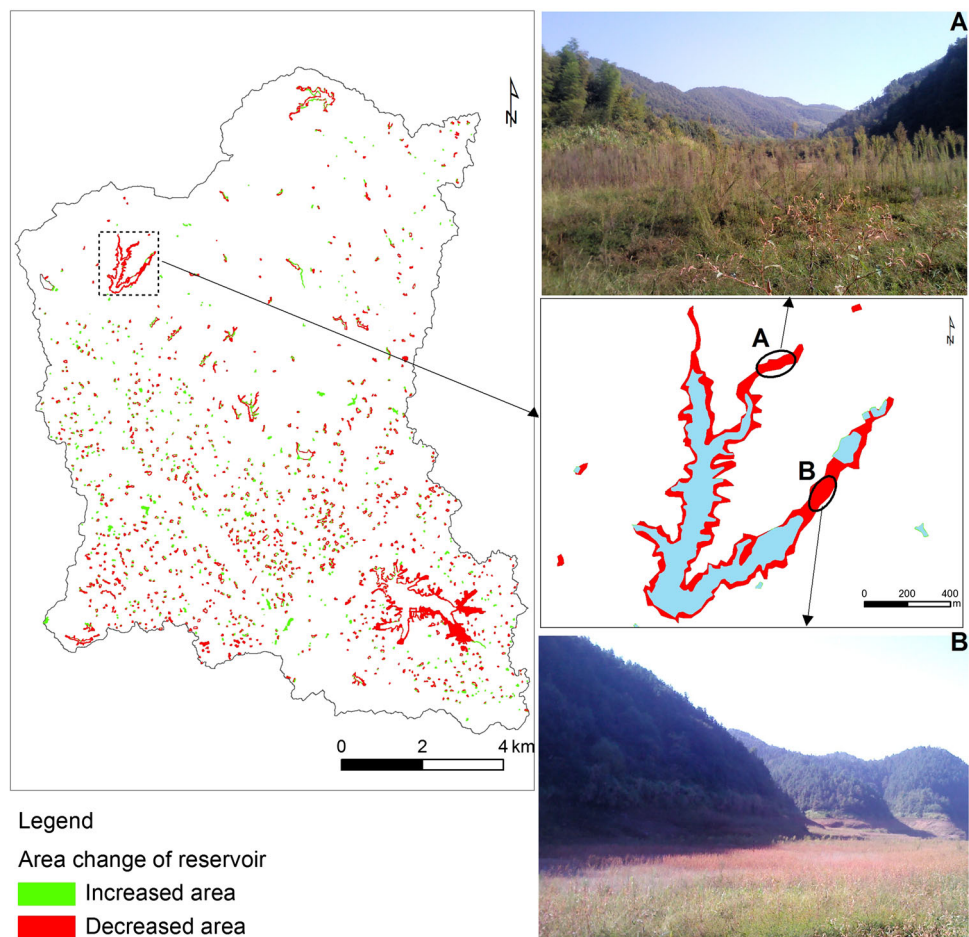 N
0 2 4 km
Legend
Area change of reservoir
Increased area
Decreased area
A
N
A
B
0 200 400
m
B